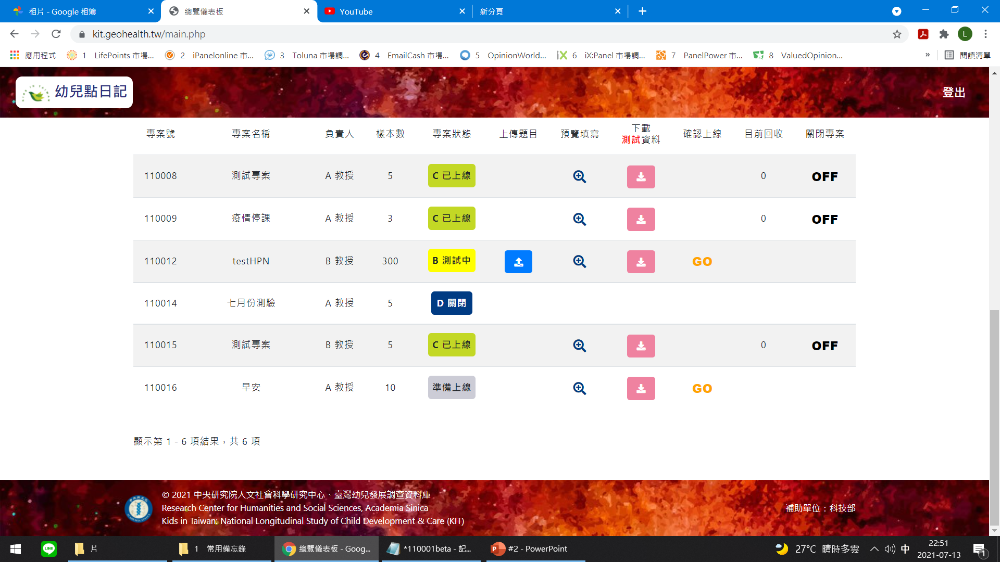 相片 - Google 相簿
總覽儀表板
YouTube
新分頁
kit.geohealth.tw/main.php
L
應用程式
1 LifePoints 市場...
2 iPanelonline 市...
3 Toluna 市場調...
4 EmailCash 市場...
5 OpinionWorld...
6 iX:Panel 市場調...
7 PanelPower 市...
8 ValuedOpinion...
»
閱讀清單
幼兒點日記
登出
專案號 專案名稱 負責人 樣本數 專案狀態 上傳題目 預覽填寫 下載 測試資料 確認上線 目前回收 關閉專案
110008 測試專案 A 教授 5 C 已上線 0 OFF
110009 疫情停課 A 教授 3 C 已上線 0 OFF
110012 testHPN B 教授 300 B 測試中 GO
110014 七月份測驗 A 教授 5 D 關閉
110015 測試專案 B 教授 5 C 已上線 0 OFF
110016 早安 A 教授 10 準備上線 GO
顯示第 1 - 6 項結果，共 6 項
© 2021 中央研究院人文社會科學研究中心、臺灣幼兒發展調查資料庫
Research Center for Humanities and Social Sciences, Academia Sinica
Kids in Taiwan: National Longitudinal Study of Child Development & Care (KIT)
補助單位：科技部
LINE
片
1 常用備忘錄
總覽儀表板 - Goog...
*110001beta - 記...
#2 - PowerPoint
27°C 晴時多雲
中
22:51
2021-07-13
1